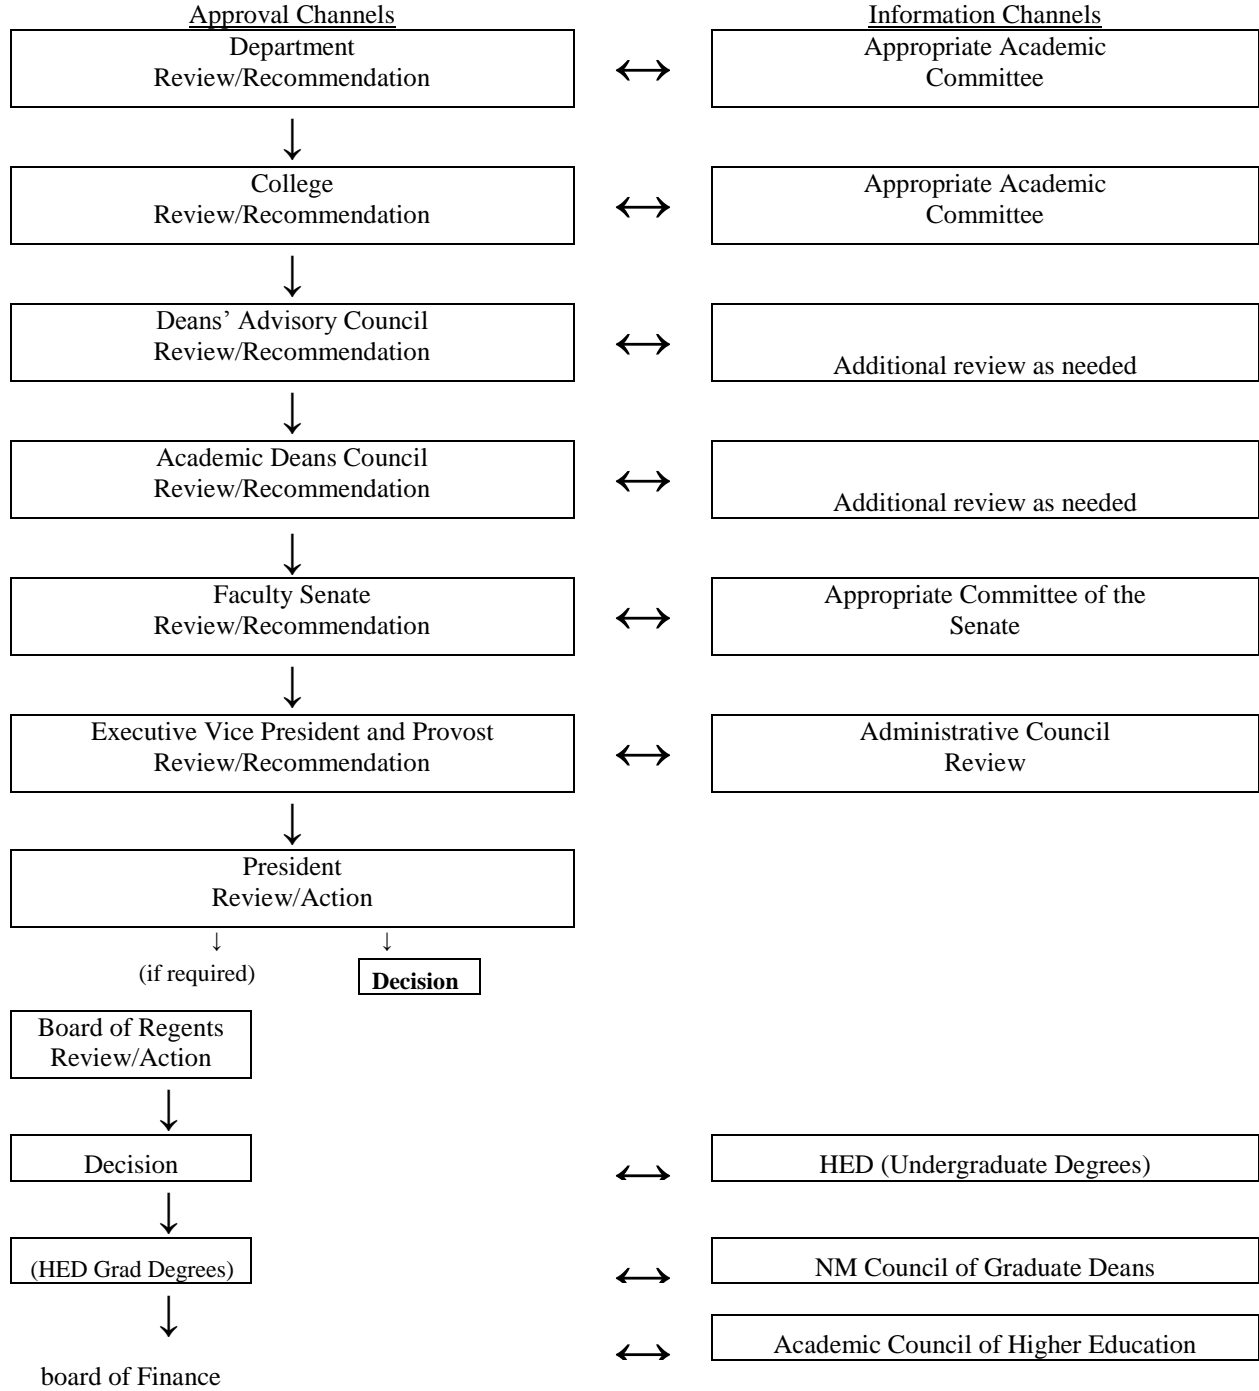 Approval Channels
Information Channels
Department
Review/Recommendation
↔
Appropriate Academic
Committee
↓
College
Review/Recommendation
↔
Appropriate Academic
Committee
↓
Deans’ Advisory Council
Review/Recommendation
↔
Additional review as needed
↓
Academic Deans Council
Review/Recommendation
↔
Additional review as needed
↓
Faculty Senate
Review/Recommendation
↔
Appropriate Committee of the
Senate
↓
Executive Vice President and Provost
Review/Recommendation
↔
Administrative Council
Review
↓
President
Review/Action
↓ ↓
(if required)
Decision
Board of Regents
Review/Action
↓
Decision
↔
HED (Undergraduate Degrees)
↓
(HED Grad Degrees)
↔
NM Council of Graduate Deans
↓
↔
Academic Council of Higher Education
board of Finance